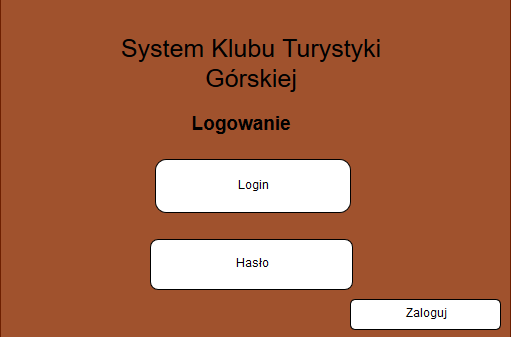 System Klubu Turystyki
Górskiej
Logowanie
Login
Hasło
Zaloguj